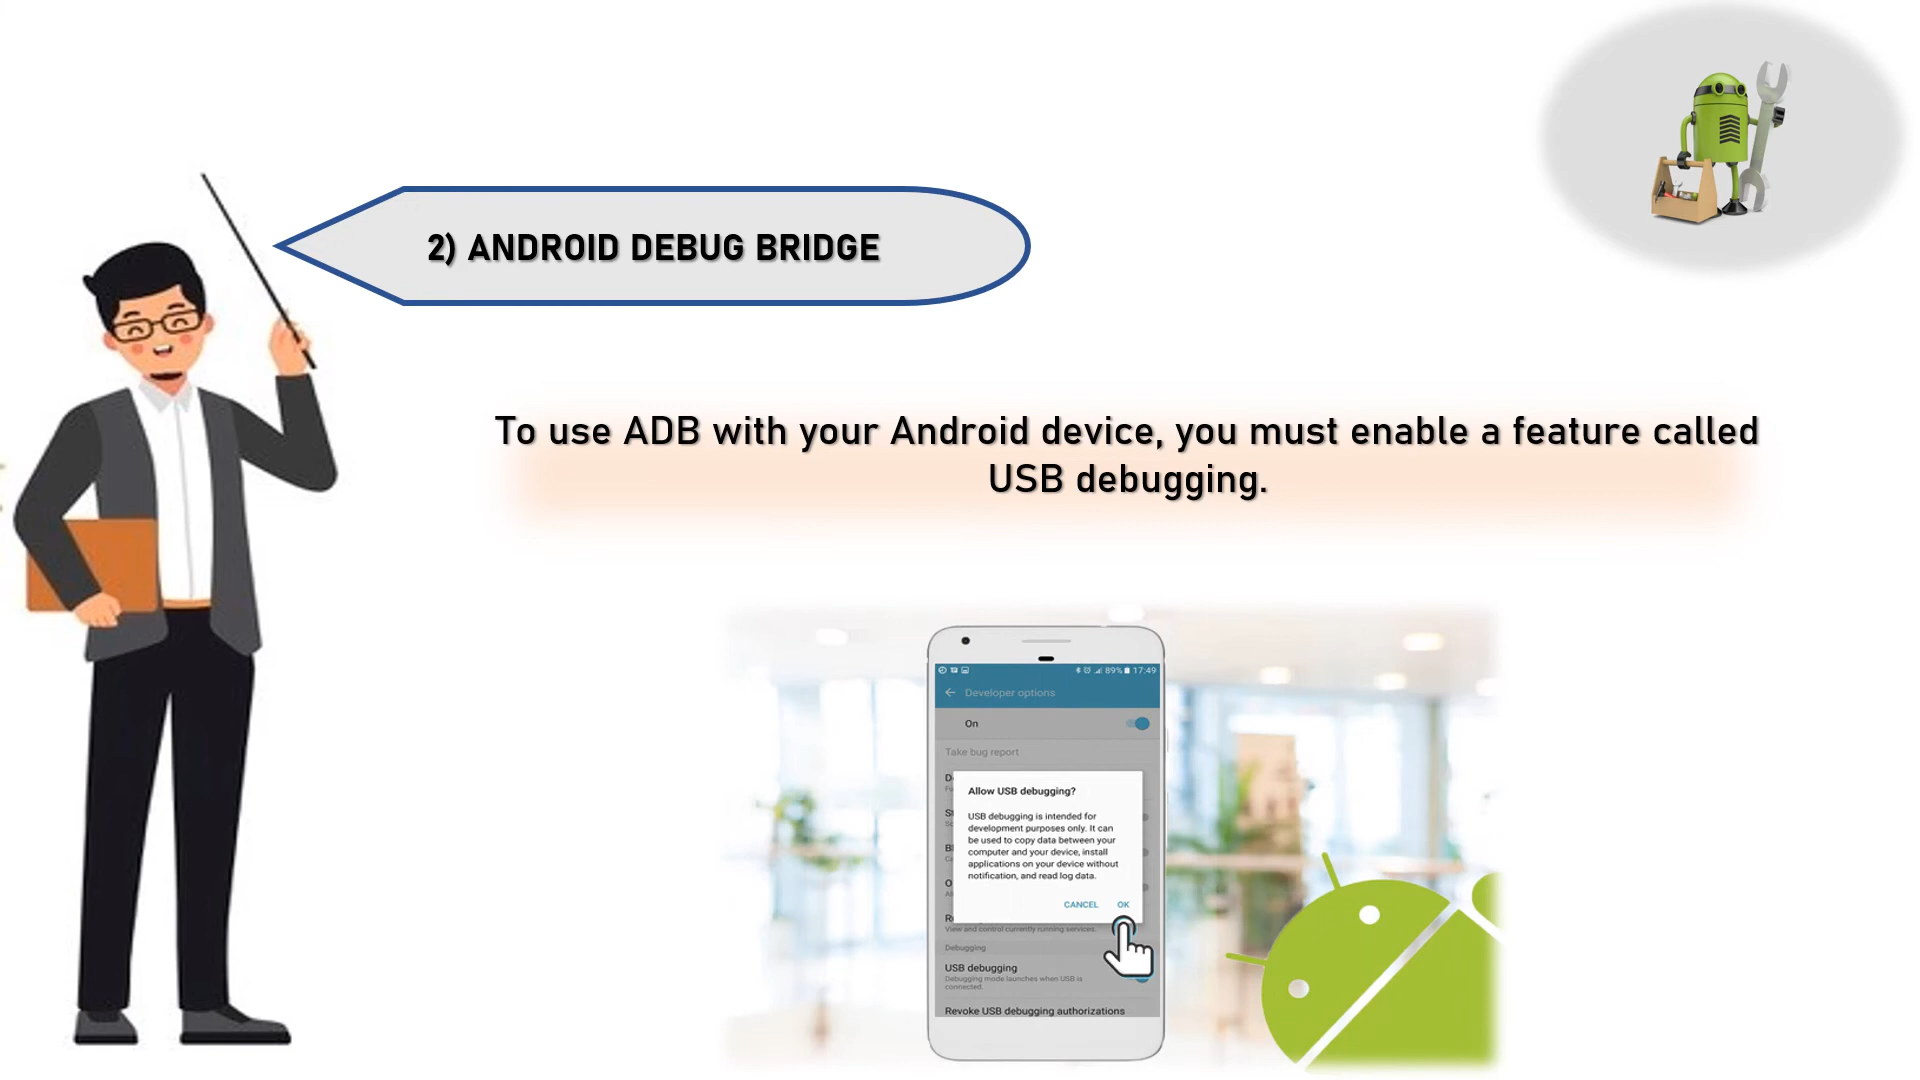 2) ANDROID DEBUG BRIDGE
To use ADB with your Android device, you must enable a feature called
USB debugging.
89% 17:49
Developer options
On
Take bug report
Allow USB debugging?
USB debugging is intended for
development purposes only. It can
be used to copy data between your
computer and your device, install
applications on your device without
notification, and read log data.
CANCEL OK
View and control currently running services.
Debugging
USB debugging
Debugging mode launches when USB is
connected.
Revoke USB debugging authorizations